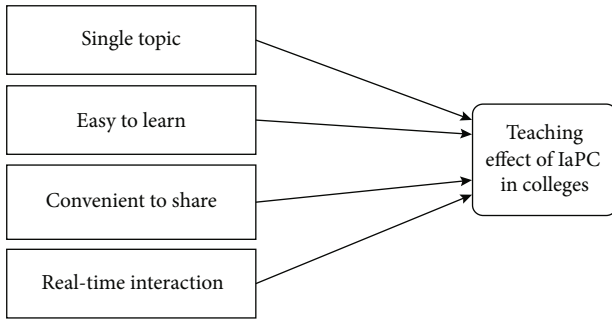 Single topic
Easy to learn
Convenient to share
Real-time interaction
Teaching
effect of IaPC
in colleges